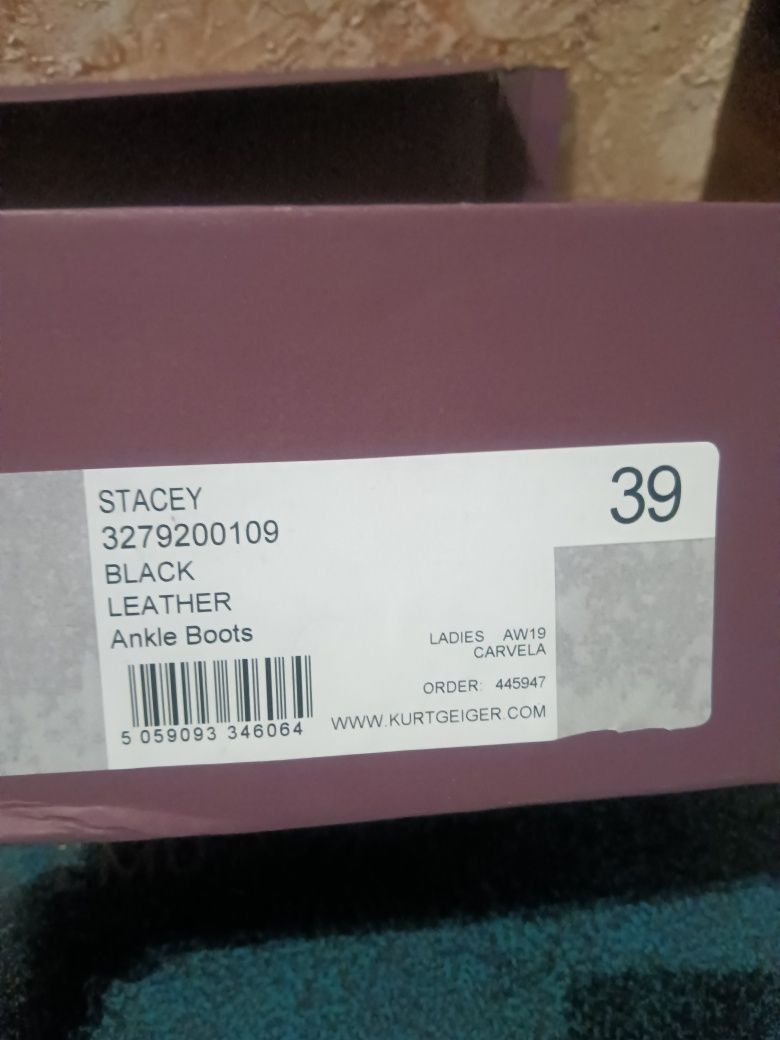 STACEY
39
3279200109
BLACK
LEATHER
Ankle Boots
LADIES AW19
CARVELA
ORDER: 445947
WWW.KURTGEIGER.COM
5 059093 346064